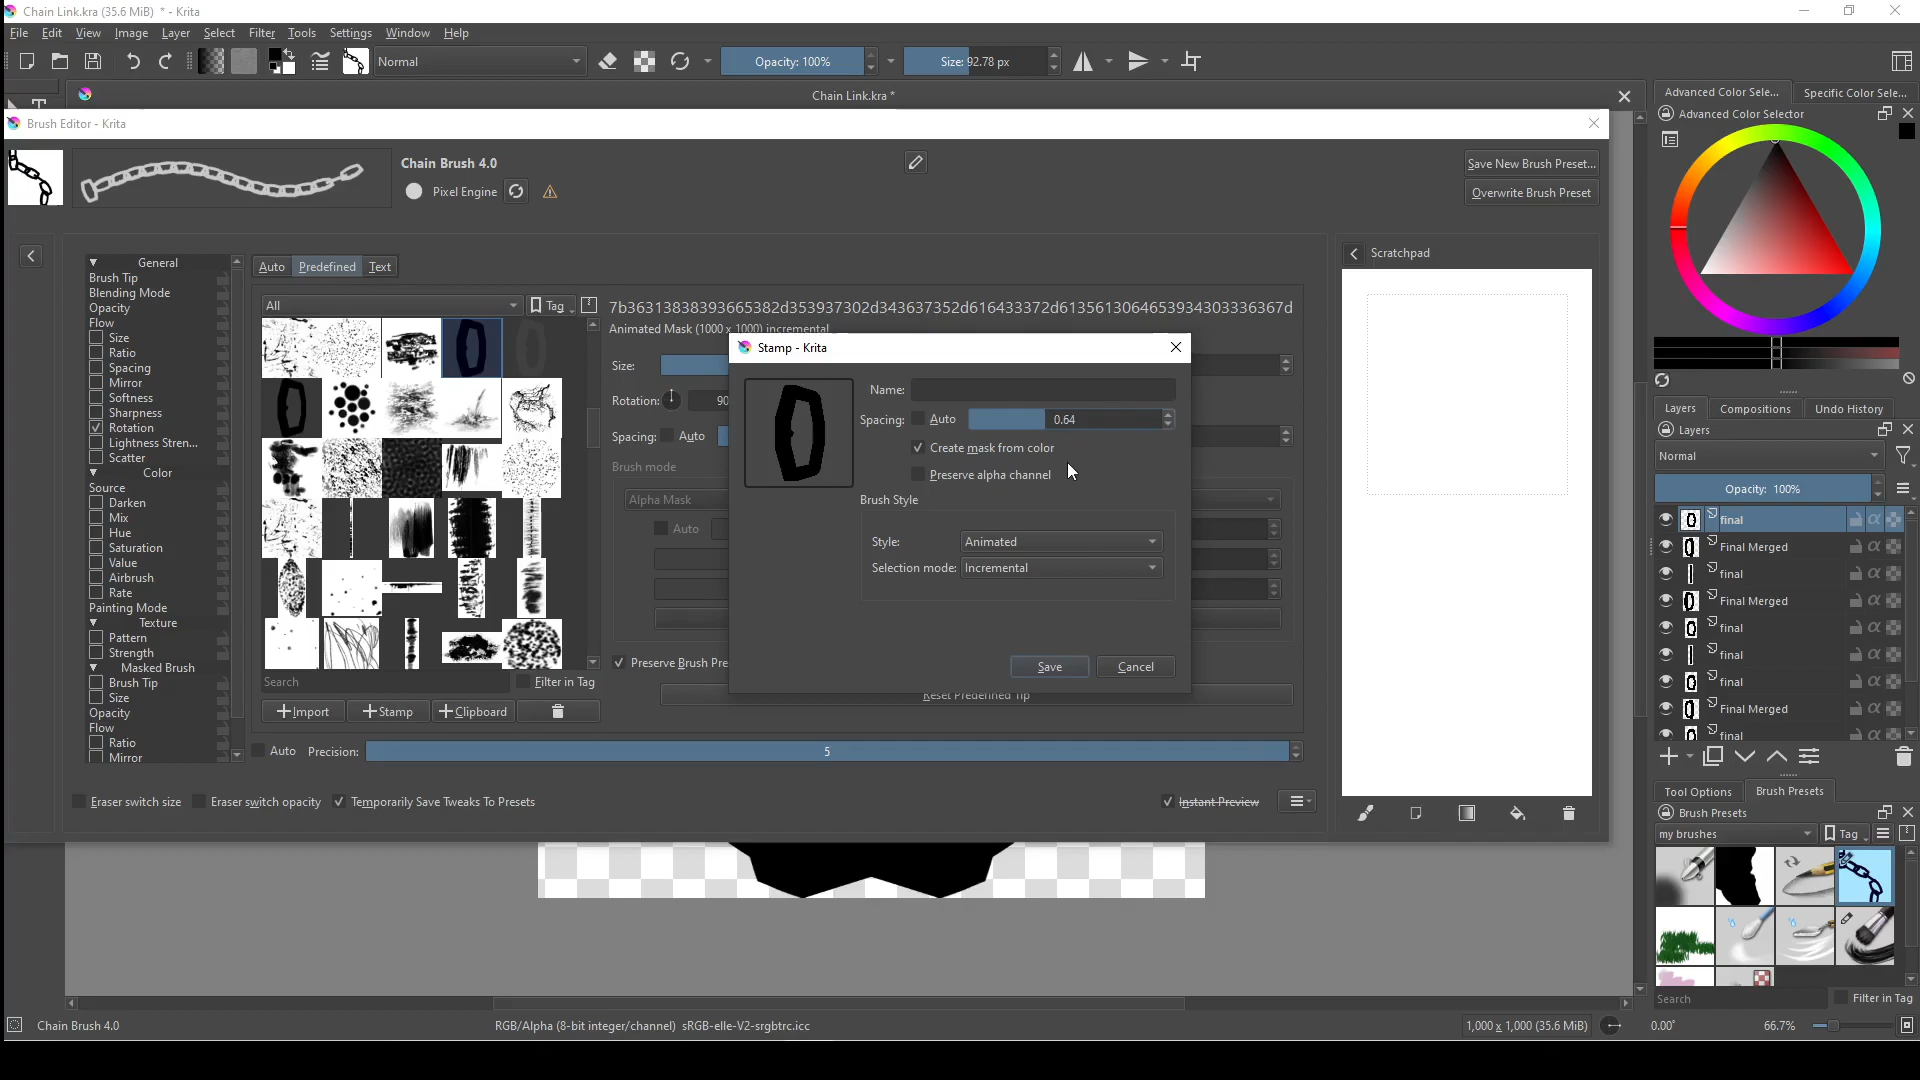 Chain Link.kra (35.6 MiB) * - Krita
File Edit View Image Layer Select Filter Tools Settings Window Help
Normal Opacity: 100% Size: 92.78 px
Chain Link.kra *
Advanced Color Sele... Specific Color Sele...
Advanced Color Selector
Brush Editor - Krita
Chain Brush 4.0
Pixel Engine
Save New Brush Preset...
Overwrite Brush Preset
General
Brush Tip
Blending Mode
Opacity
Flow
Size
Ratio
Spacing
Mirror
Softness
Sharpness
Rotation
Lightness Stren...
Scatter
Color
Source
Darken
Mix
Hue
Saturation
Value
Airbrush
Rate
Painting Mode
Texture
Pattern
Strength
Masked Brush
Brush Tip
Size
Opacity
Flow
Ratio
Mirror
Auto Predefined Text
All Tag
Search Filter in Tag
Import Stamp Clipboard
Auto Precision: 5
7b36313838393665382d353937302d343637352d616433372d613561306465393430333636 7d
Animated Mask (1000 x 1000) incremental
Size:
Rotation: 90
Spacing: Auto
Brush mode
Alpha Mask
Auto
Preserve Brush Pre
Reset Predefined Tip
Stamp - Krita
Name:
Spacing: Auto 0.64
Create mask from color
Preserve alpha channel
Brush Style
Style: Animated
Selection mode: Incremental
Save Cancel
Eraser switch size Eraser switch opacity Temporarily Save Tweaks To Presets
Instant Preview
Scratchpad
Layers Compositions Undo History
Layers
Normal
Opacity: 100%
final
Final Merged
final
Final Merged
final
final
final
Final Merged
final
Tool Options Brush Presets
Brush Presets
my brushes Tag
Search Filter in Tag
Chain Brush 4.0
RGB/Alpha (8-bit integer/channel) sRGB-elle-V2-srgbtrc.icc
1,000 x 1,000 (35.6 MiB) 0.00° 66.7%